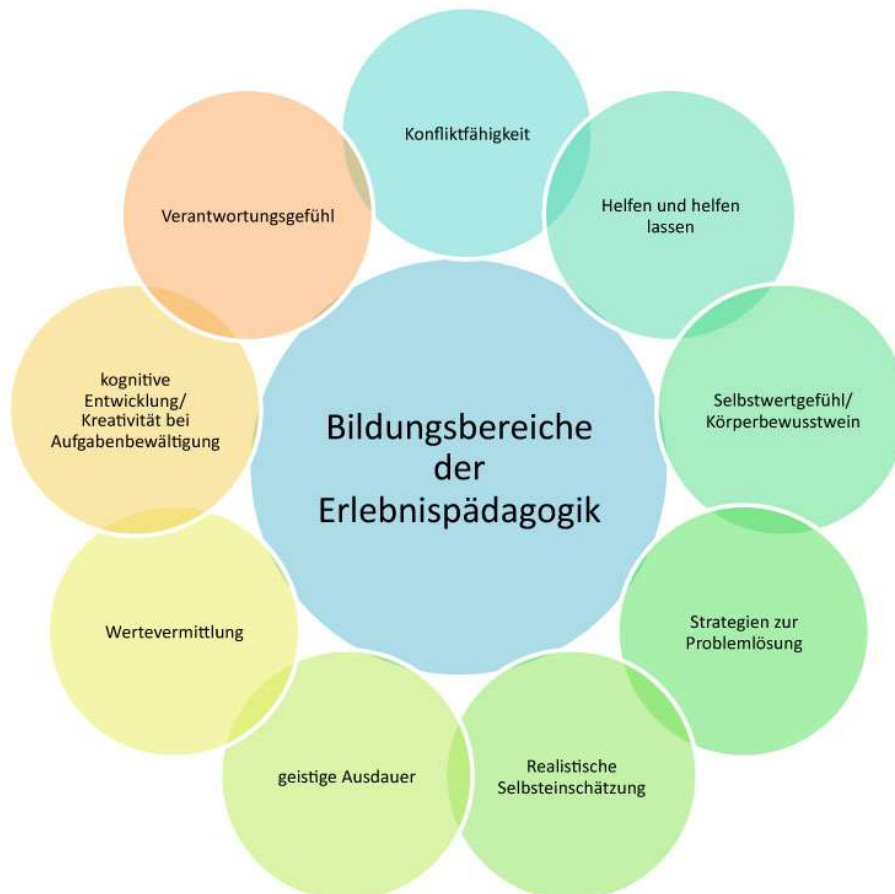 Konfliktfähigkeit
Helfen und helfen
lassen
Selbstwertgefühl/
Körperbewusstwein
Strategien zur
Problemlösung
Realistische
Selbsteinschätzung
geistige Ausdauer
Wertevermittlung
kognitive
Entwicklung/
Kreativität bei
Aufgabenbewältigung
Verantwortungsgefühl
Bildungsbereiche
der
Erlebnispädagogik